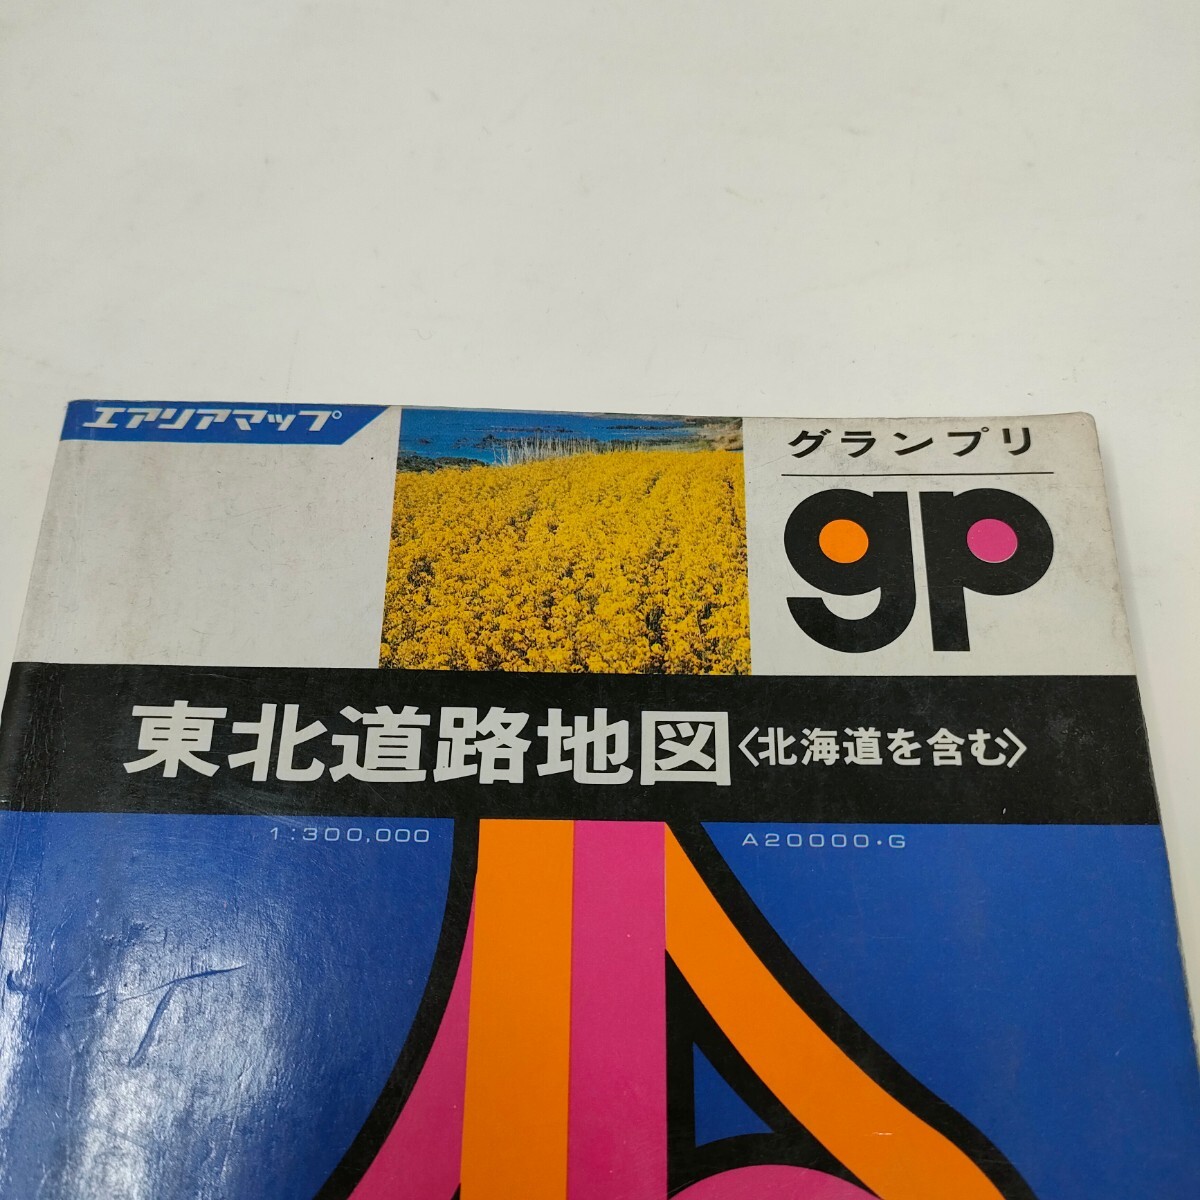 エアリアマップ
グランプリ
gp
東北道路地図〈北海道を含む〉
1:300,000
A20000・G